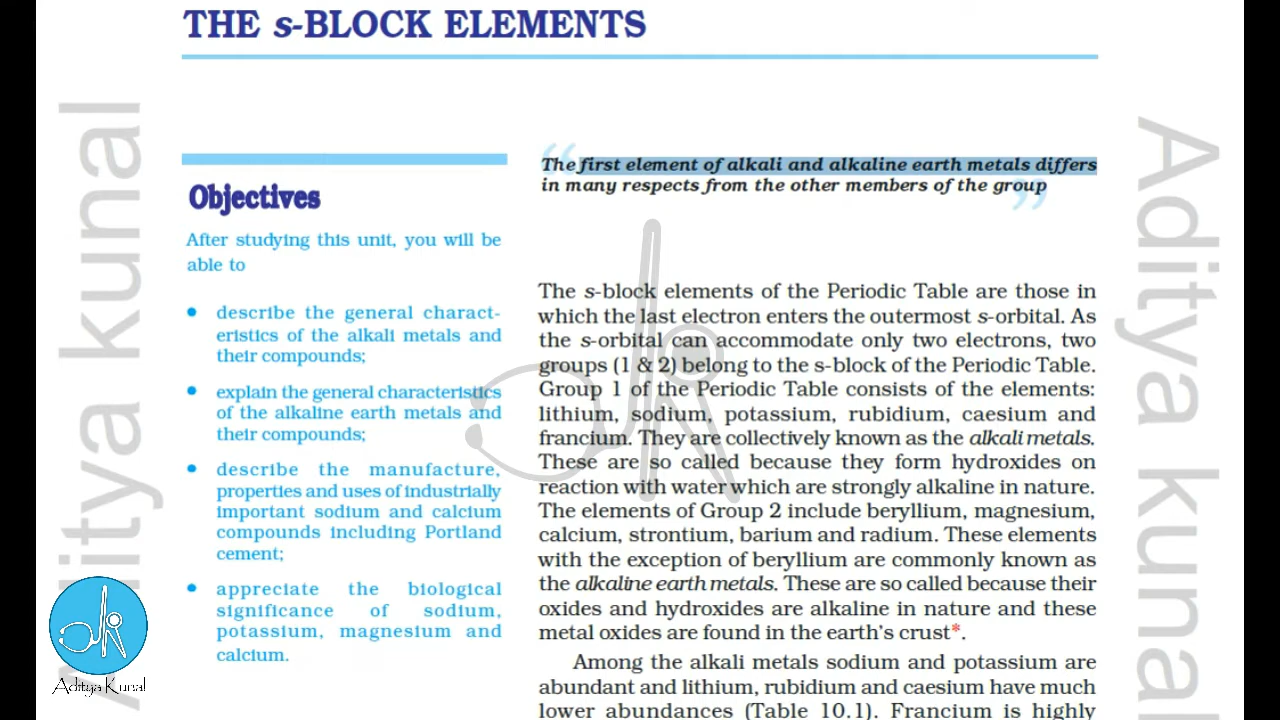 THE s-BLOCK ELEMENTS
Objectives
After studying this unit, you will be
able to
• describe the general charact-
eristics of the alkali metals and
their compounds;
• explain the general characteristics
of the alkaline earth metals and
their compounds;
• describe the manufacture,
properties and uses of industrially
important sodium and calcium
compounds including Portland
cement;
• appreciate the biological
significance of sodium,
potassium, magnesium and
calcium.
“The first element of alkali and alkaline earth metals differs
in many respects from the other members of the group”
The s-block elements of the Periodic Table are those in
which the last electron enters the outermost s-orbital. As
the s-orbital can accommodate only two electrons, two
groups (1 & 2) belong to the s-block of the Periodic Table.
Group 1 of the Periodic Table consists of the elements:
lithium, sodium, potassium, rubidium, caesium and
francium. They are collectively known as the alkali metals.
These are so called because they form hydroxides on
reaction with water which are strongly alkaline in nature.
The elements of Group 2 include beryllium, magnesium,
calcium, strontium, barium and radium. These elements
with the exception of beryllium are commonly known as
the alkaline earth metals. These are so called because their
oxides and hydroxides are alkaline in nature and these
metal oxides are found in the earth's crust*.
Among the alkali metals sodium and potassium are
abundant and lithium, rubidium and caesium have much
lower abundances (Table 10.1). Francium is highly
Aditya kunal
Aditya kunal
Aditya Kunal